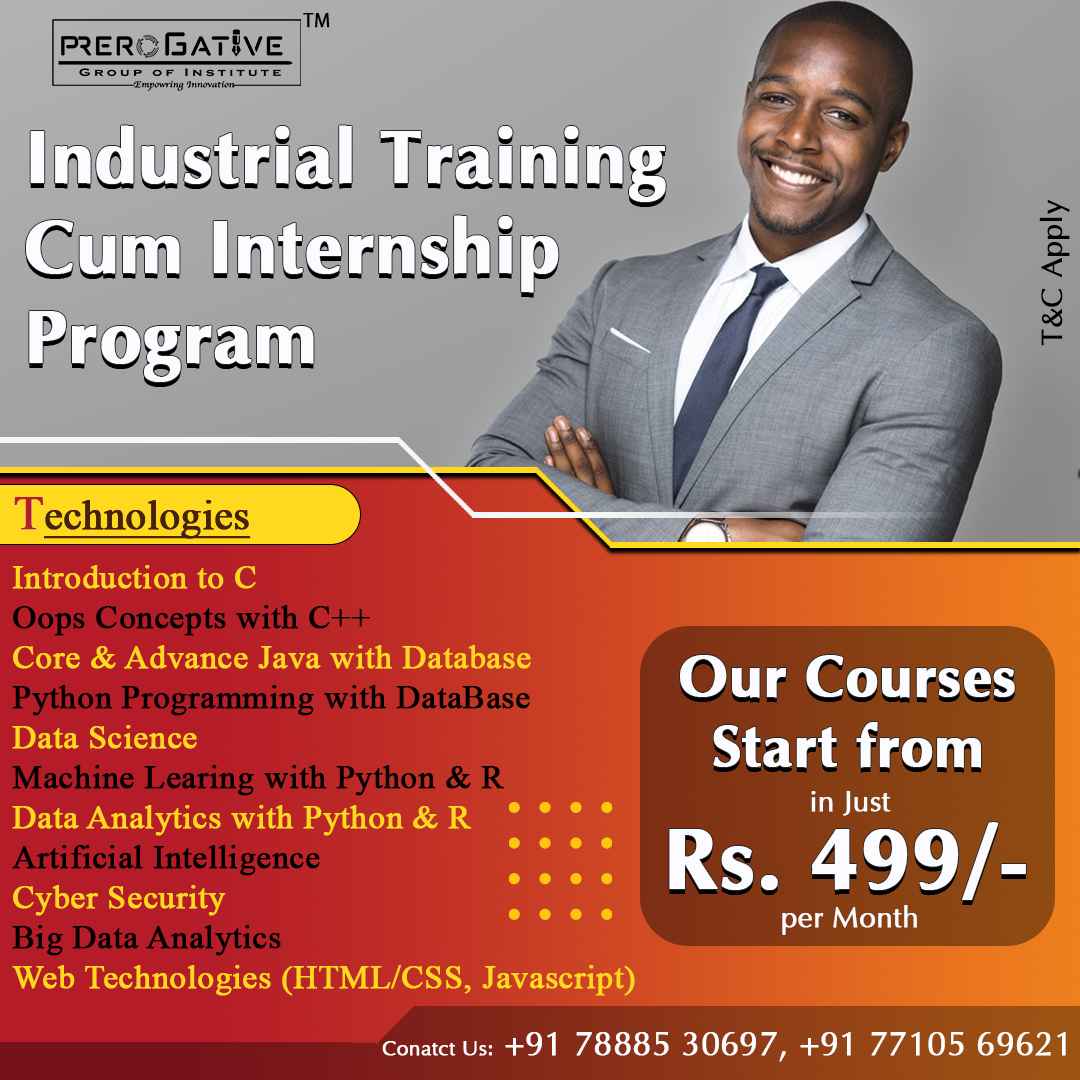 PREROGATIVE
TM
GROUP OF INSTITUTE
Empowring Innovation
Industrial Training
Cum Internship
Program
T&C Apply
Technologies
Introduction to C
Oops Concepts with C++
Core & Advance Java with Database
Python Programming with DataBase
Data Science
Machine Learing with Python & R
Data Analytics with Python & R
Artificial Intelligence
Cyber Security
Big Data Analytics
Web Technologies (HTML/CSS, Javascript)
Our Courses
Start from
in Just
Rs. 499/-
per Month
Conatct Us: +91 78885 30697, +91 77105 69621